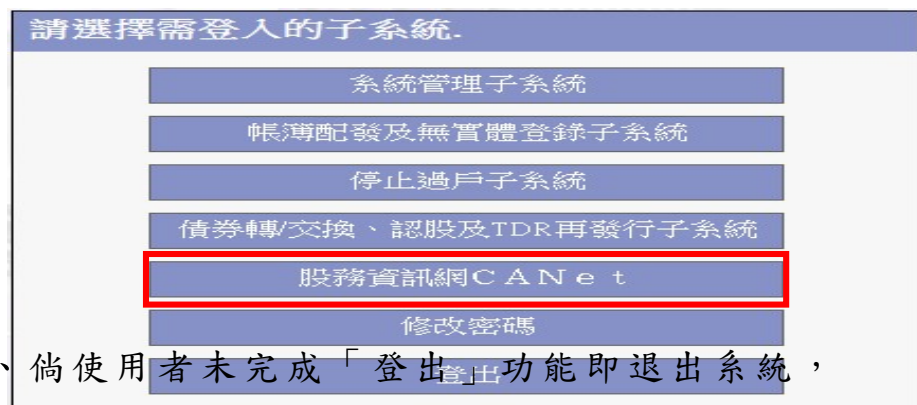 請選擇需登入的子系統.
系統管理子系統
帳簿配發及無實體登錄子系統
停止過戶子系統
債券轉/交換、認股及TDR再發行子系統
股務資訊網CANet
修改密碼
登出
、倘使用者未完成「登出」功能即退出系統，